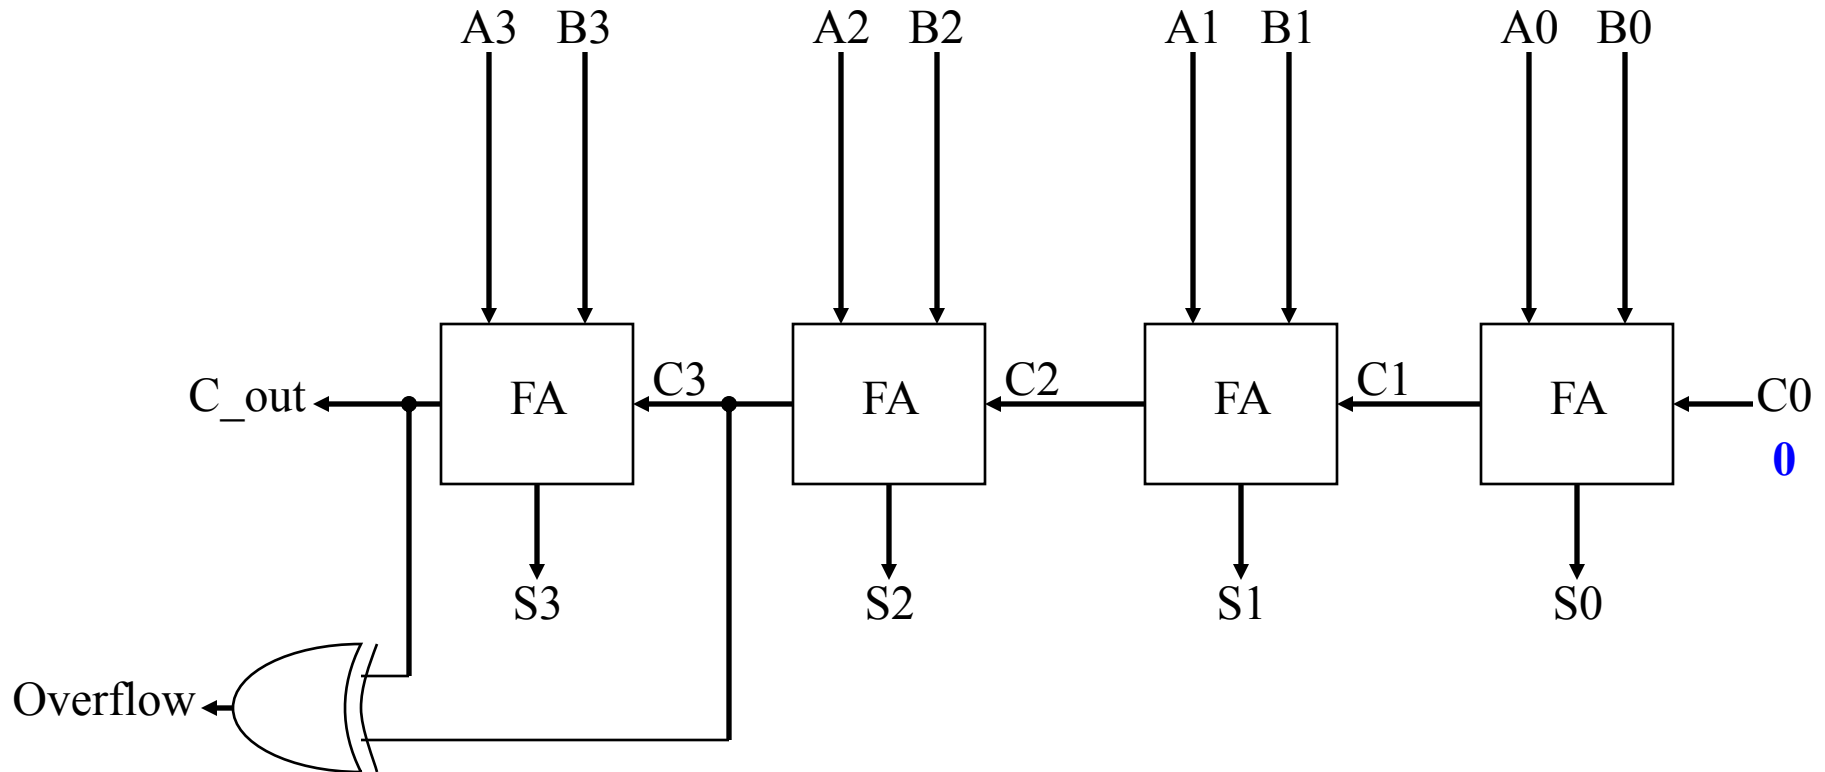 A3 B3 A2 B2 A1 B1 A0 B0
C_out FA C3 FA C2 FA C1 FA C0
0
S3 S2 S1 S0
Overflow